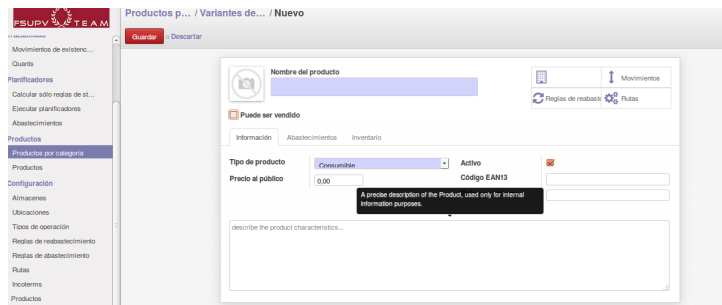 FSUPV TEAM
Movimientos de existenc...
Quants
Planificadores
Calcular sólo reglas de st...
Ejecutar planificadores
Abastecimientos
Productos
Productos por categoría
Productos
Configuración
Almacenes
Ubicaciones
Tipos de operación
Reglas de reabastecimiento
Reglas de abastecimiento
Rutas
Incoterms
Productos
Productos p... / Variantes de... / Nuevo
Guardar o Descartar
Nombre del producto
Movimientos
Reglas de reabaste Rutas
Puede ser vendido
Información Abastecimientos Inventario
Tipo de producto Consumible Activo
Precio al público 0,00 Código EAN13
A precise description of the Product, used only for internal
information purposes.
describe the product characteristics...